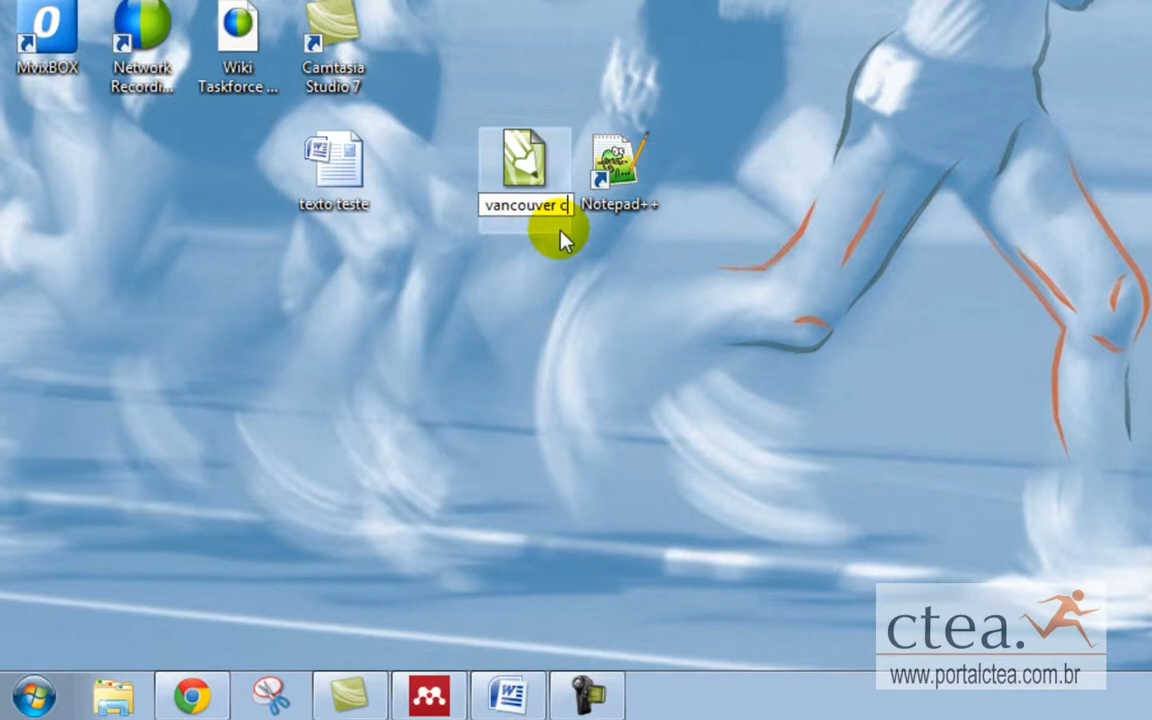 MvixBOX
Network
Recordi...
Wiki
Taskforce ...
Camtasia
Studio 7
texto teste
vancouver c
Notepad++
ctea.
www.portalctea.com.br